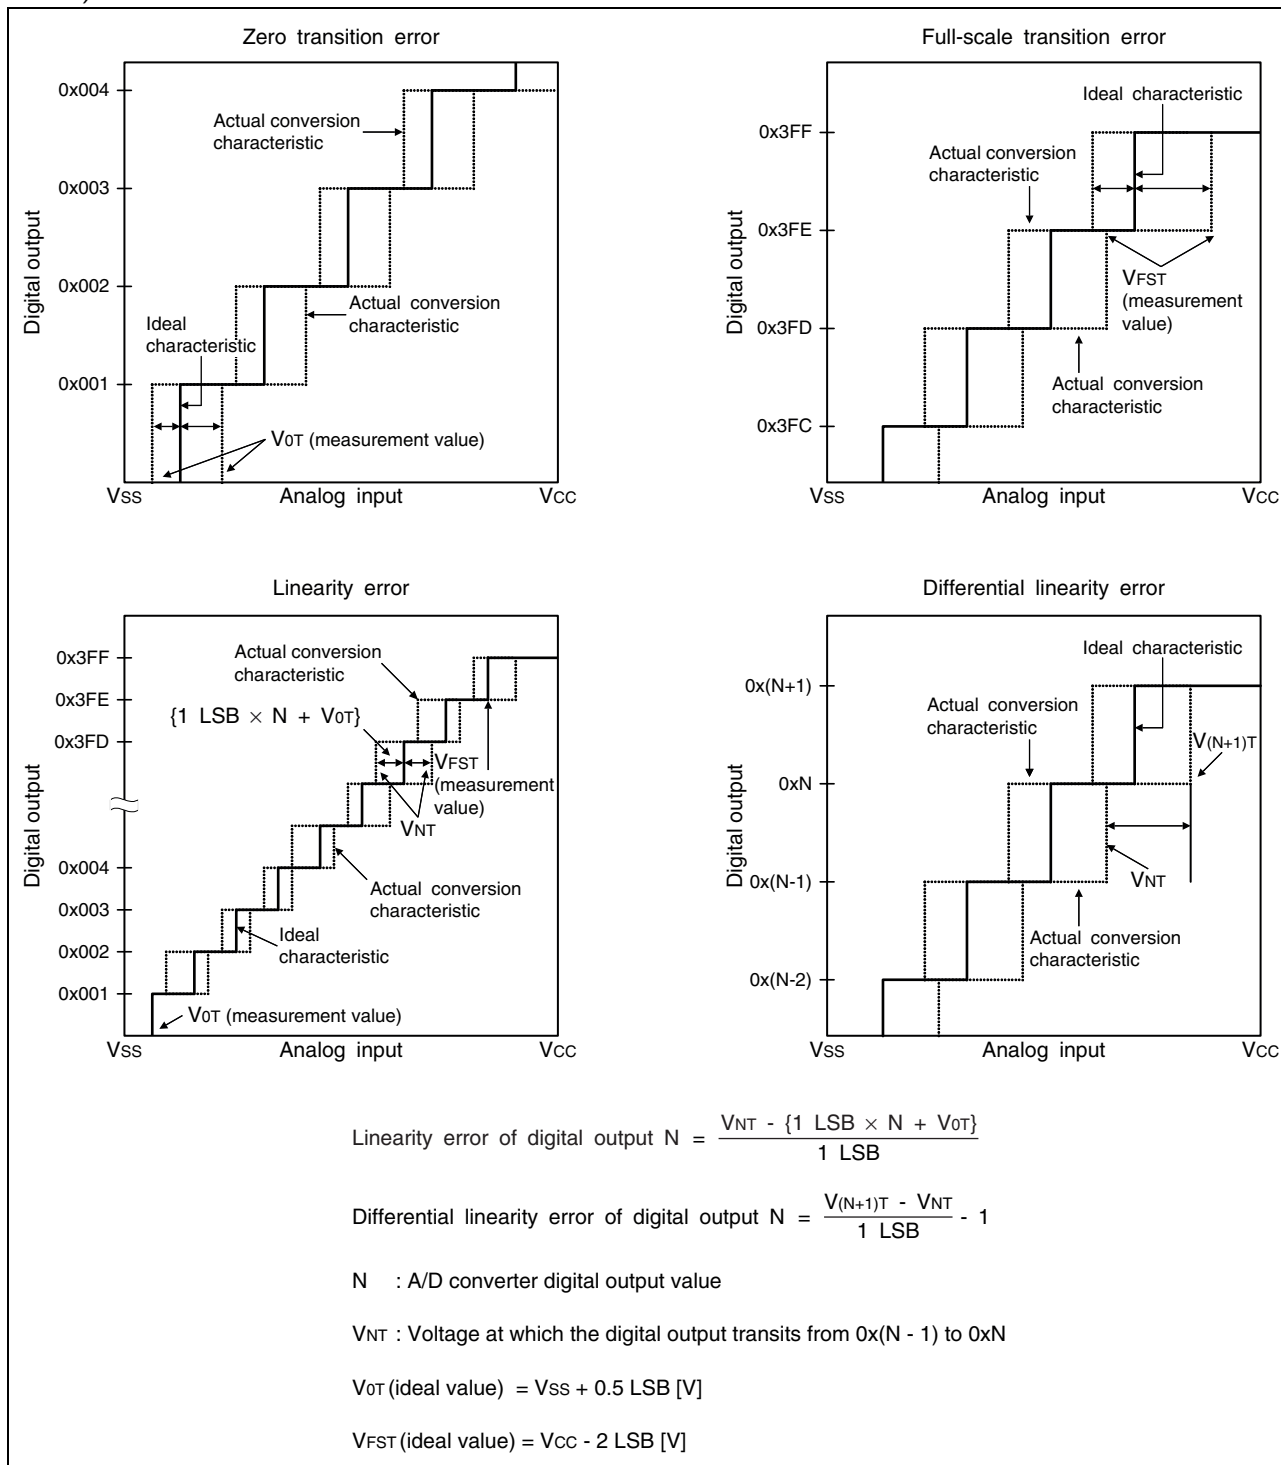 Zero transition error
0x004
0x003
0x002
0x001
Digital output
Actual conversion
characteristic
Actual conversion
characteristic
Ideal
characteristic
V0T (measurement value)
VSS
Analog input
VCC
Full-scale transition error
0x3FF
0x3FE
0x3FD
0x3FC
Digital output
Ideal characteristic
Actual conversion
characteristic
VFST
(measurement
value)
Actual conversion
characteristic
VSS
Analog input
VCC
Linearity error
0x3FF
0x3FE
0x3FD
0x004
0x003
0x002
0x001
Digital output
Actual conversion
characteristic
{1 LSB × N + V0T}
VFST
(measurement
value)
VNT
Actual conversion
characteristic
Ideal
characteristic
V0T (measurement value)
VSS
Analog input
VCC
Differential linearity error
0x(N+1)
0xN
0x(N-1)
0x(N-2)
Digital output
Ideal characteristic
Actual conversion
characteristic
V(N+1)T
VNT
Actual conversion
characteristic
VSS
Analog input
VCC
Linearity error of digital output N = VNT - {1 LSB × N + V0T}
1 LSB
Differential linearity error of digital output N = V(N+1)T - VNT
1 LSB
- 1
N : A/D converter digital output value
VNT : Voltage at which the digital output transits from 0x(N - 1) to 0xN
V0T (ideal value) = VSS + 0.5 LSB [V]
VFST (ideal value) = VCC - 2 LSB [V]